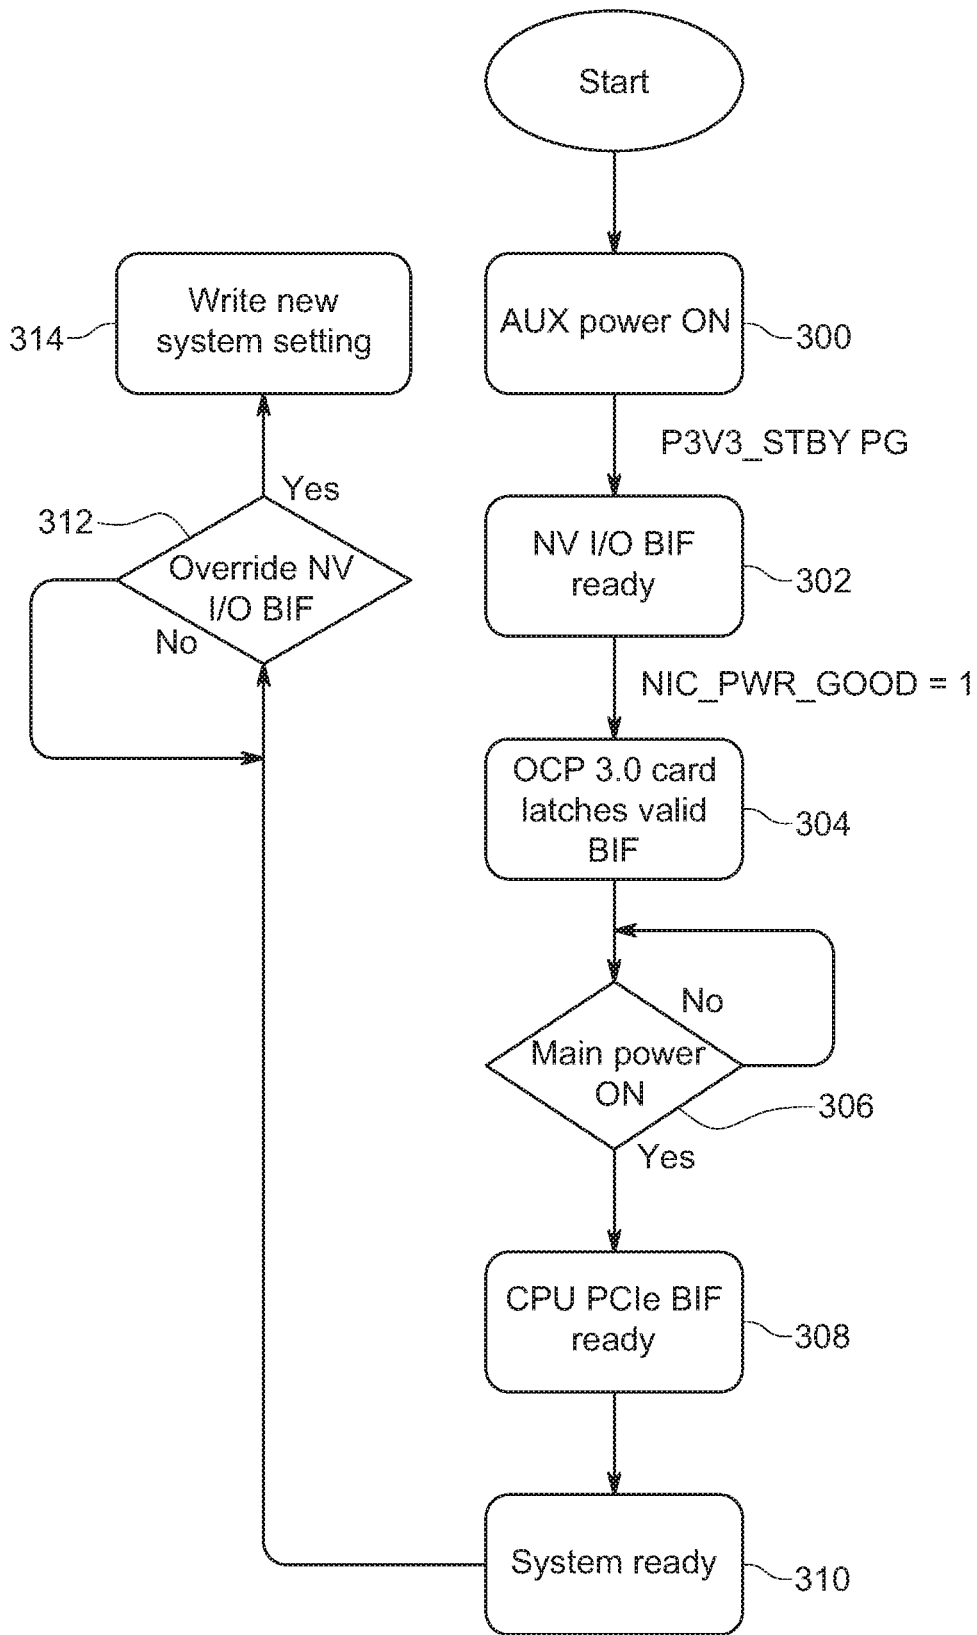 Start
AUX power ON
300
P3V3_STBY PG
NV I/O BIF
ready
302
NIC_PWR_GOOD = 1
OCP 3.0 card
latches valid
BIF
304
No
Main power
ON
306
Yes
CPU PCIe BIF
ready
308
System ready
310
Override NV
I/O BIF
312
No
Yes
Write new
system setting
314